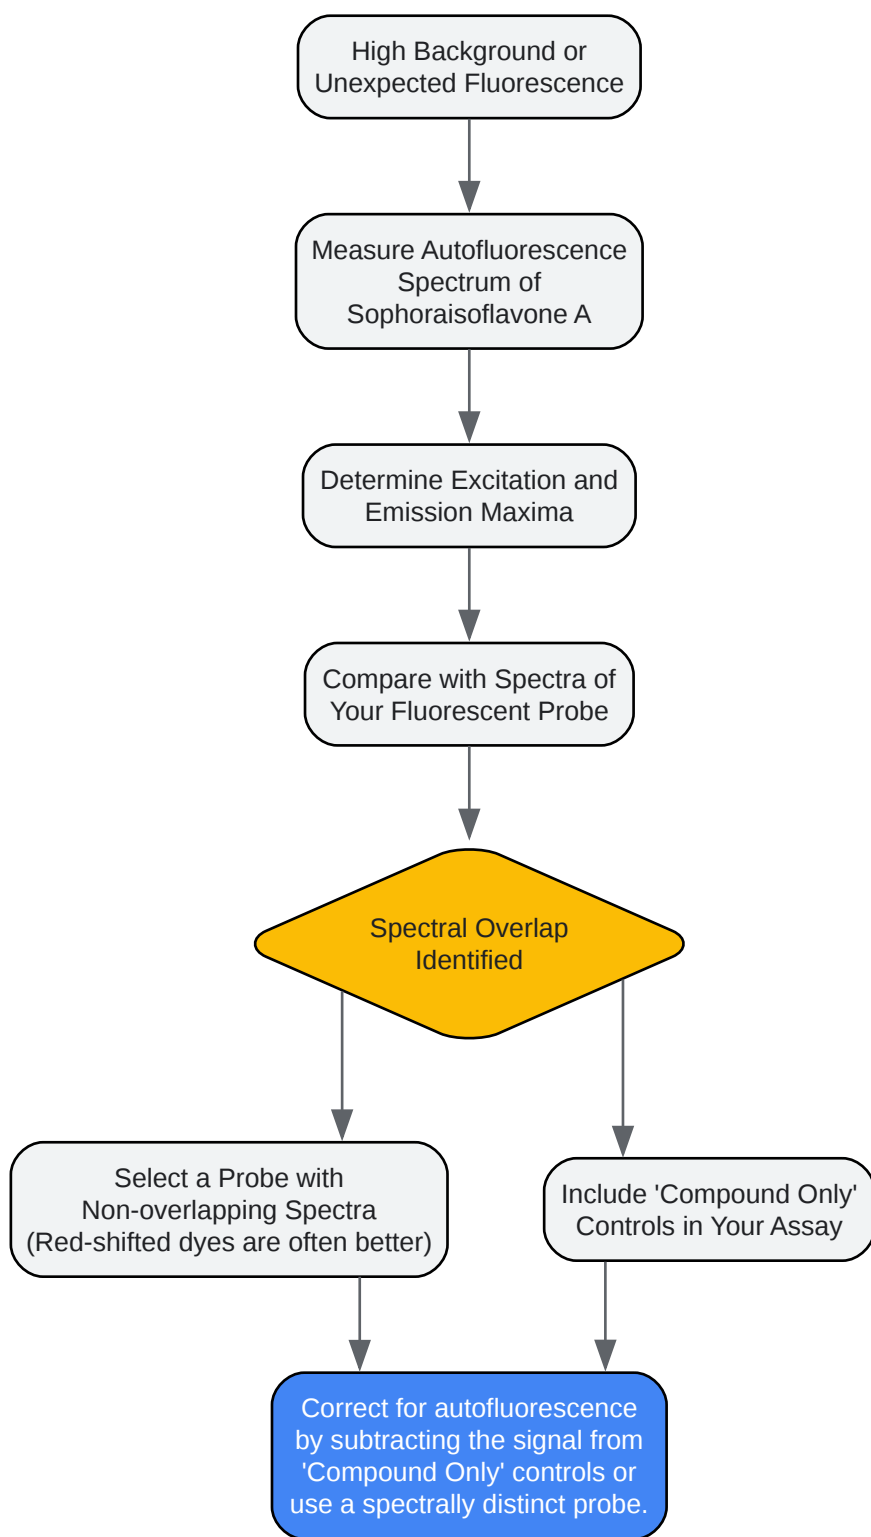 High Background or
Unexpected Fluorescence
Measure Autofluorescence
Spectrum of
Sophoraisoflavone A
Determine Excitation and
Emission Maxima
Compare with Spectra of
Your Fluorescent Probe
Spectral Overlap
Identified
Select a Probe with
Non-overlapping Spectra
(Red-shifted dyes are often better)
Include 'Compound Only'
Controls in Your Assay
Correct for autofluorescence
by subtracting the signal from
'Compound Only' controls or
use a spectrally distinct probe.